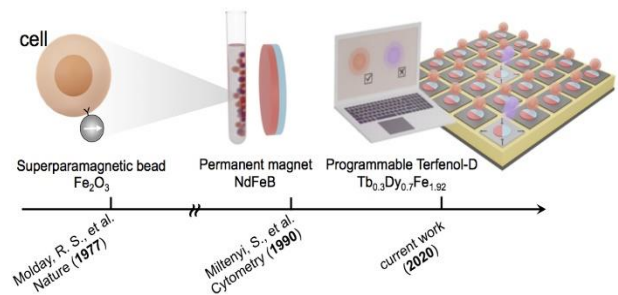 cell
Superparamagnetic bead
Fe₂O₃
Permanent magnet
NdFeB
Programmable Terfenol-D
Tb₀.₃Dy₀.₇Fe₁.₉₂
Molday, R. S., et al.
Nature (1977)
Miltenyi, S., et al.
Cytometry (1990)
current work
(2020)